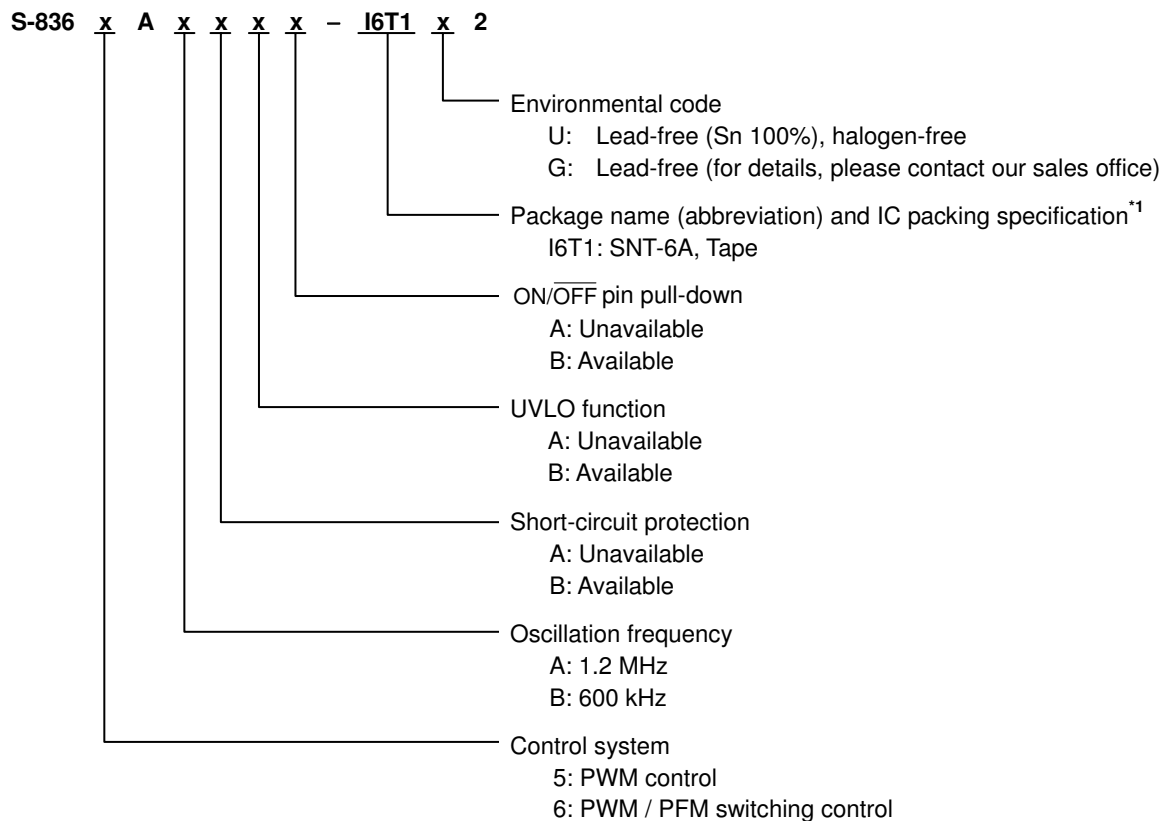 S-836 x A x x x x – I6T1 x 2
Environmental code
U: Lead-free (Sn 100%), halogen-free
G: Lead-free (for details, please contact our sales office)
Package name (abbreviation) and IC packing specification*1
I6T1: SNT-6A, Tape
ON/OFF pin pull-down
A: Unavailable
B: Available
UVLO function
A: Unavailable
B: Available
Short-circuit protection
A: Unavailable
B: Available
Oscillation frequency
A: 1.2 MHz
B: 600 kHz
Control system
5: PWM control
6: PWM / PFM switching control